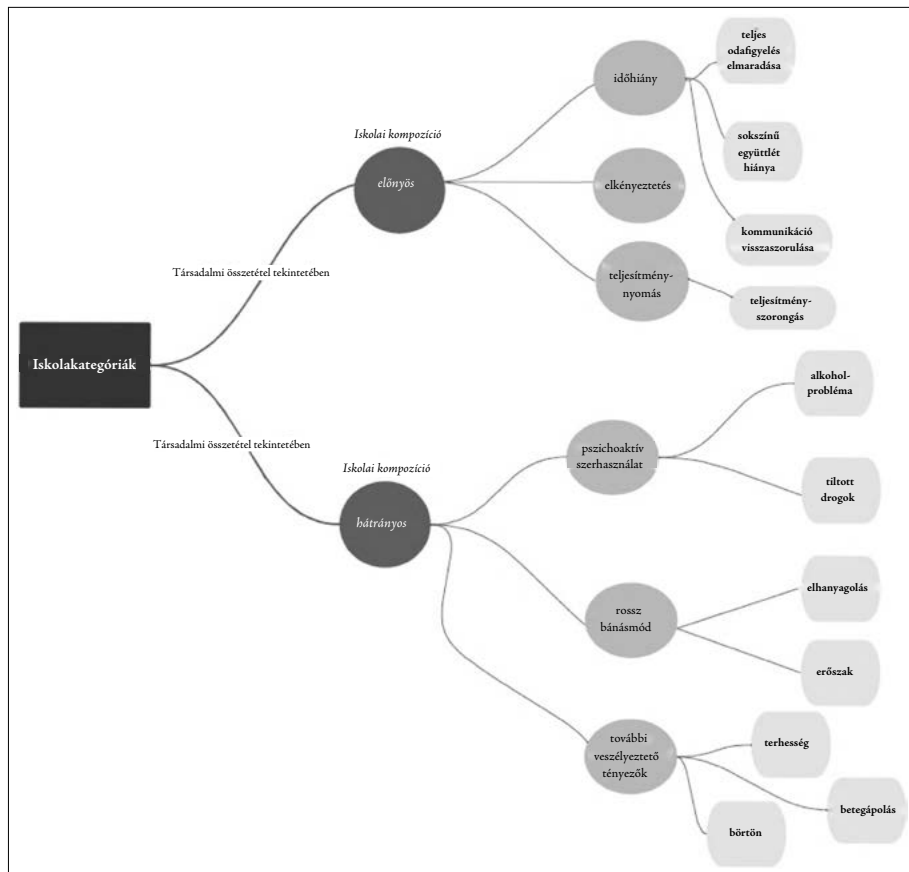 teljes
odafigyelés
elmaradása
időhiány
sokszínű
együttlét
hiánya
Iskolai kompozíció
előnyös
elkényeztetés
kommunikáció
visszaszorulása
Társadalmi összetétel tekintetében
teljesítmény-
nyomás
teljesítmény-
szorongás
Iskolakategóriák
alkohol-
probléma
Társadalmi összetétel tekintetében
pszichoaktív
szerhasználat
Iskolai kompozíció
hátrányos
tiltott
drogok
elhanyagolás
rossz
bánásmód
erőszak
további
veszélyeztető
tényezők
terhesség
betegápolás
börtön